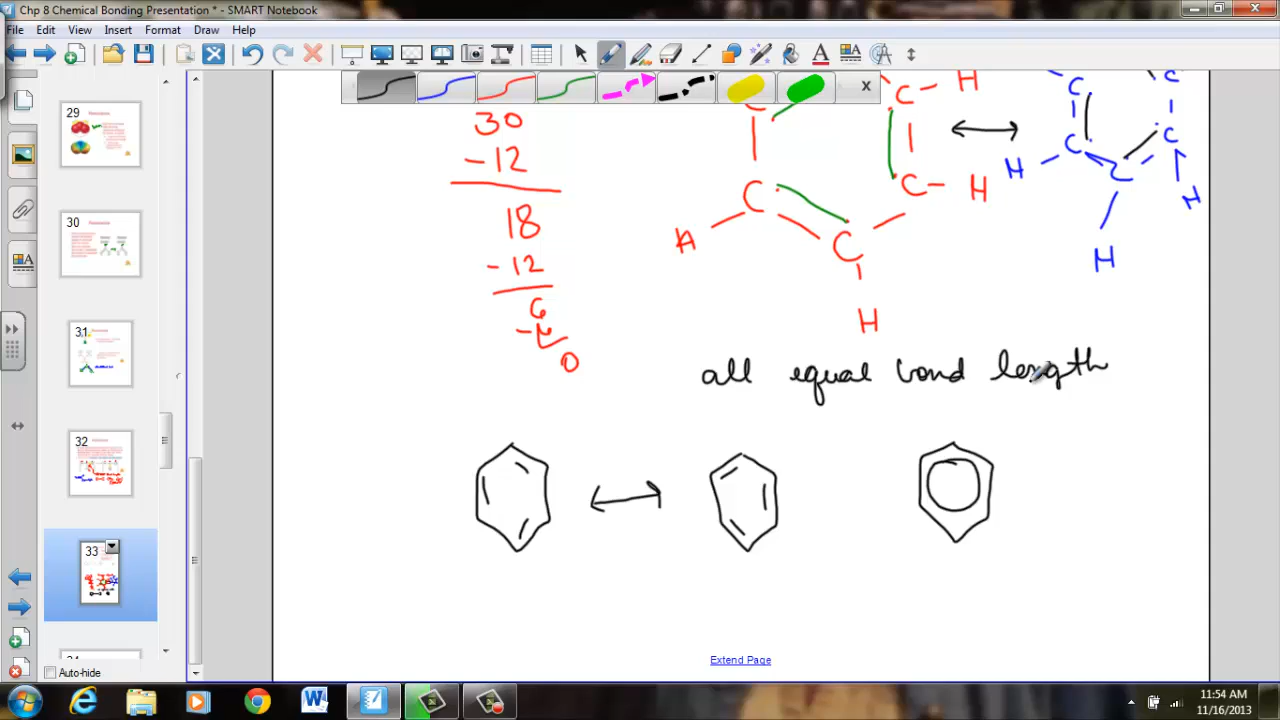 Chp 8 Chemical Bonding Presentation * - SMART Notebook
File Edit View Insert Format Draw Help
29
30
31
32
33
Auto-hide
30
-12
18
-12
6
0
C
C - H
C
C - H
C
H
H
C
C
C
C
H
H
H
all equal bond length
Extend Page
11:54 AM
11/16/2013